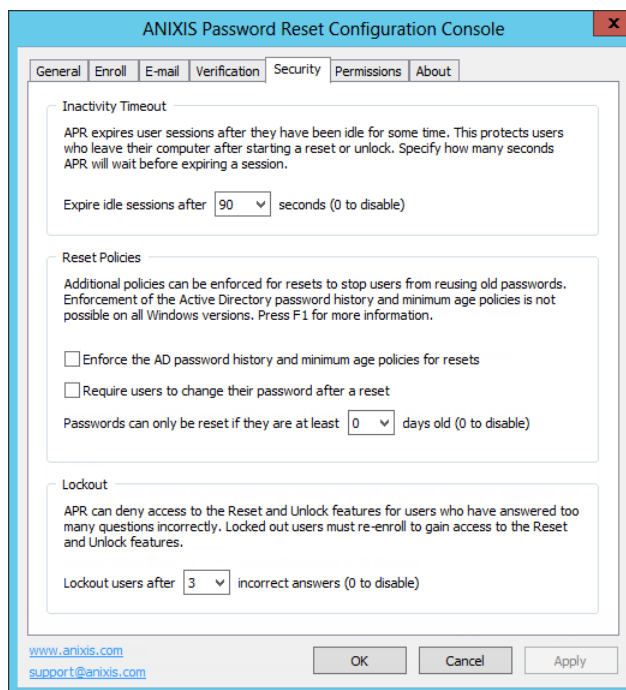 ANIXIS Password Reset Configuration Console
x
General Enroll E-mail Verification Security Permissions About
Inactivity Timeout
APR expires user sessions after they have been idle for some time. This protects users
who leave their computer after starting a reset or unlock. Specify how many seconds
APR will wait before expiring a session.
Expire idle sessions after 90 seconds (0 to disable)
Reset Policies
Additional policies can be enforced for resets to stop users from reusing old passwords.
Enforcement of the Active Directory password history and minimum age policies is not
possible on all Windows versions. Press F1 for more information.
Enforce the AD password history and minimum age policies for resets
Require users to change their password after a reset
Passwords can only be reset if they are at least 0 days old (0 to disable)
Lockout
APR can deny access to the Reset and Unlock features for users who have answered too
many questions incorrectly. Locked out users must re-enroll to gain access to the Reset
and Unlock features.
Lockout users after 3 incorrect answers (0 to disable)
www.anixis.com
support@anixis.com
OK Cancel Apply